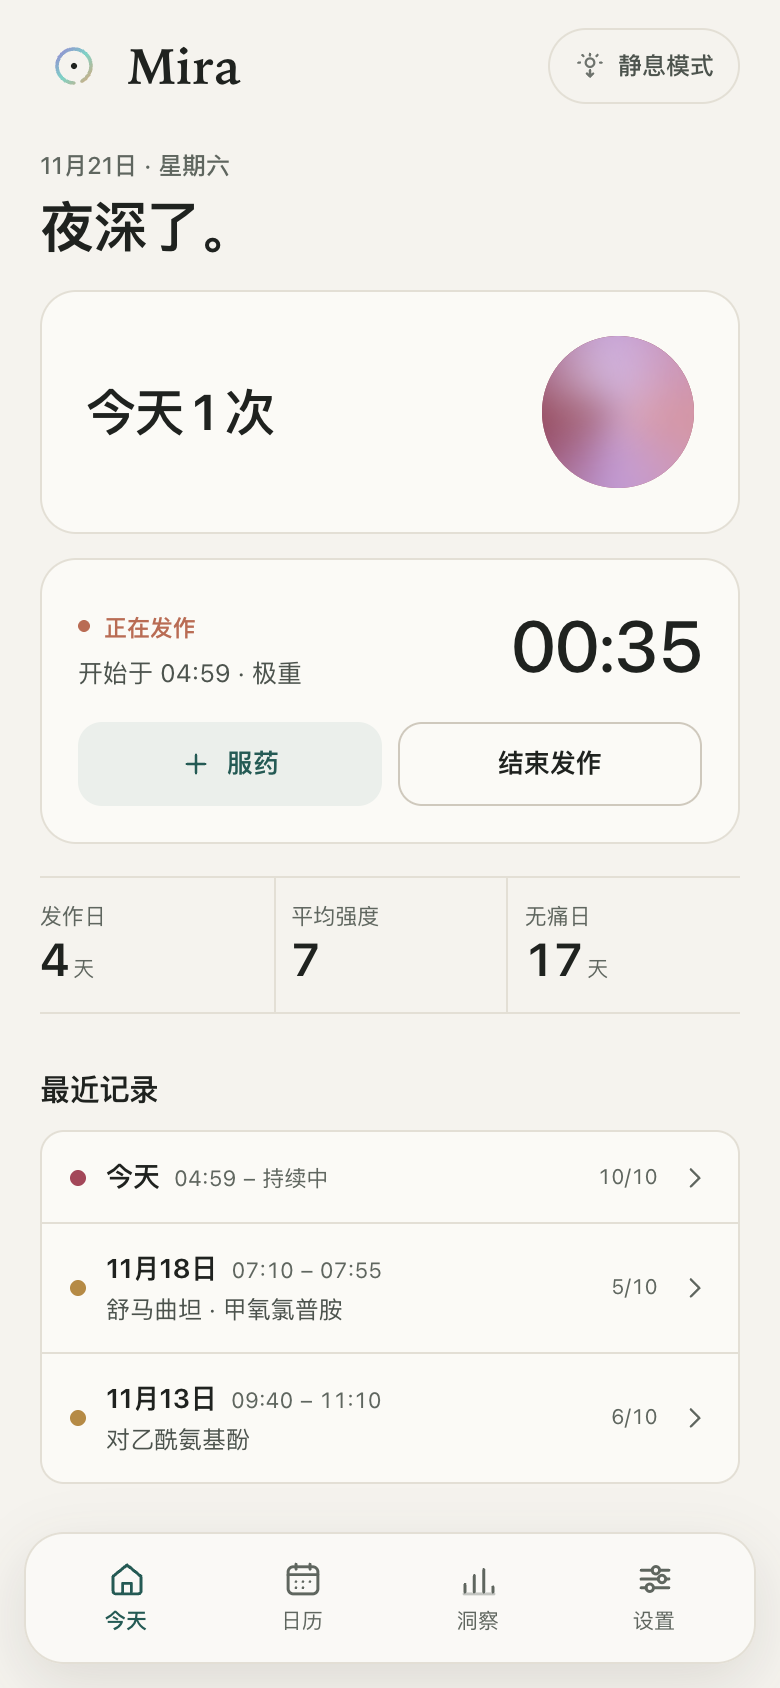 Mira
静息模式
11月21日 · 星期六
夜深了。
今天 1 次
正在发作
00:35
开始于 04:59 · 极重
+ 服药
结束发作
发作日
4 天
平均强度
7
无痛日
17 天
最近记录
今天 04:59 – 持续中 10/10
11月18日 07:10 – 07:55 5/10
舒马曲坦 · 甲氧氯普胺
11月13日 09:40 – 11:10 6/10
对乙酰氨基酚
今天 日历 洞察 设置